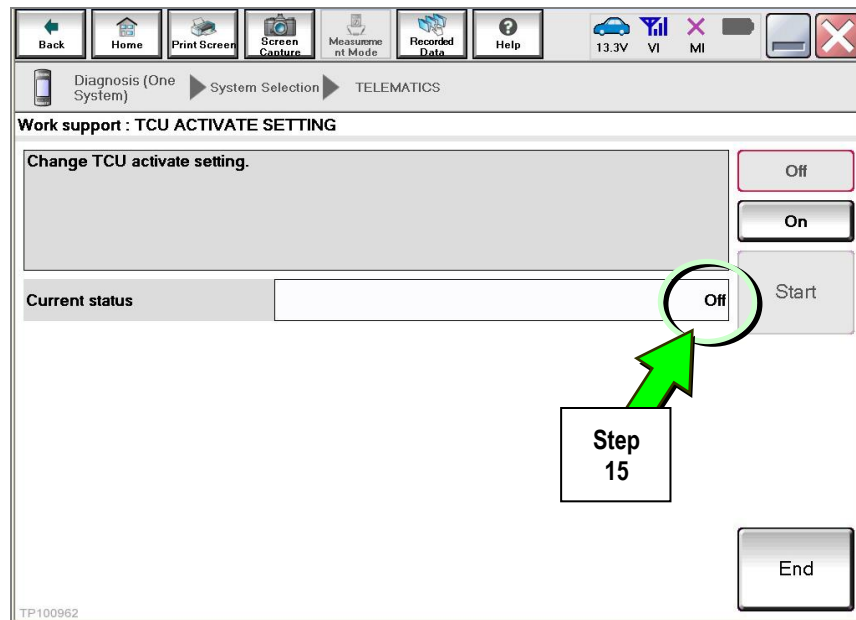 Back
Home
Print Screen
Screen
Capture
Measureme
nt Mode
Recorded
Data
Help
13.3V
VI
MI
Diagnosis (One
System)
System Selection
TELEMATICS
Work support : TCU ACTIVATE SETTING
Change TCU activate setting.
Off
On
Current status
Off
Start
Step
15
End
TP100962